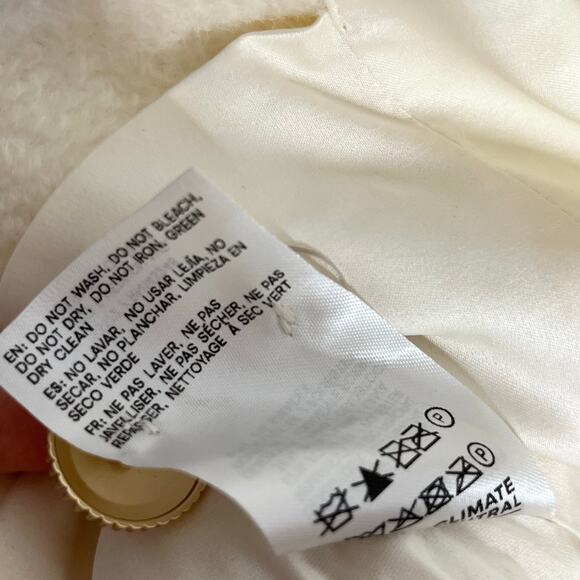 EN: DO NOT WASH, DO NOT BLEACH,
DO NOT DRY, DO NOT IRON, GREEN
DRY CLEAN
ES: NO LAVAR, NO USAR LEJÍA, NO
SECAR, NO PLANCHAR, LIMPIEZA EN
SECO VERDE
FR: NE PAS LAVER, NE PAS
JAVELLISER, NE PAS SÉCHER, NE PAS
REPASSER, NETTOYAGE À SEC VERT
P
P
CLIMATE